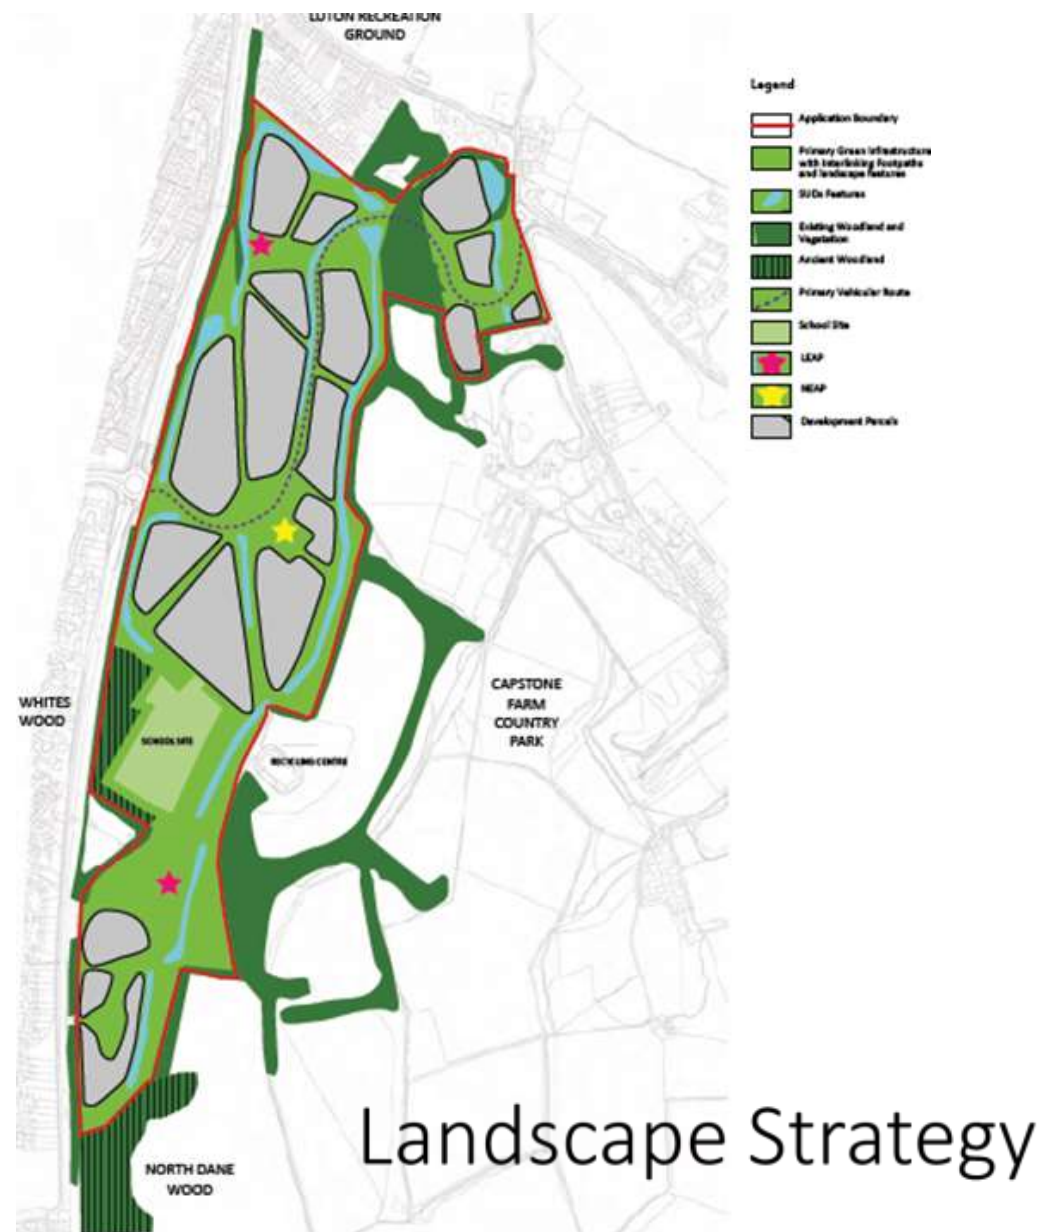 LUTON RECREATION
GROUND
Legend
Application Boundary
Primary Green Infrastructure
with Interlinking Footpaths
and landscape features
SUDs Features
Existing Woodland and
Vegetation
Ancient Woodland
Primary Vehicular Route
School Site
LEAP
NEAP
Development Parcels
WHITES
WOOD
CAPSTONE
FARM
COUNTRY
PARK
SCHOOL SITE
RECYCLING CENTRE
Landscape Strategy
NORTH DANE
WOOD